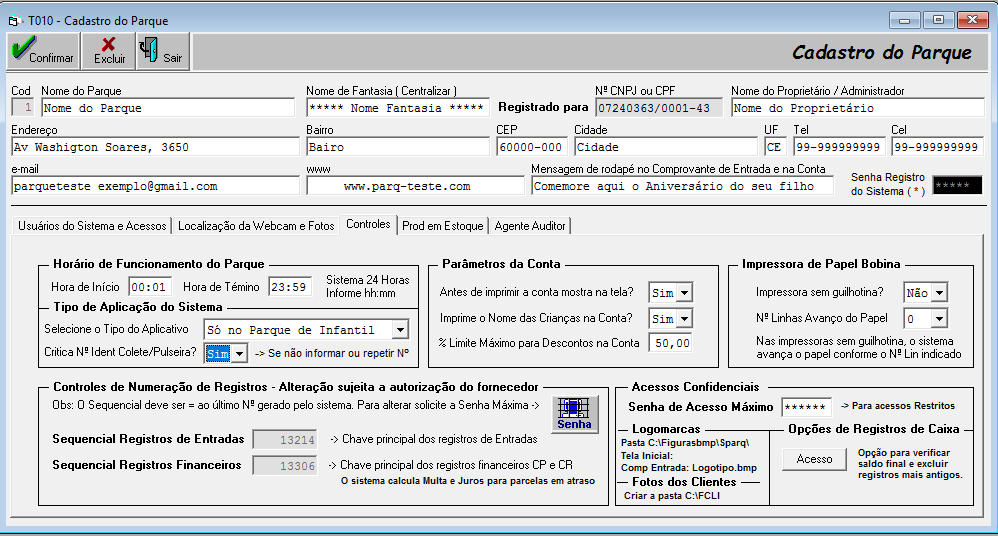 T010 - Cadastro do Parque
Confirmar
Excluir
Sair
Cadastro do Parque
Cod
Nome do Parque
Nome de Fantasia ( Centralizar )
Nº CNPJ ou CPF
Nome do Proprietário / Administrador
1
Nome do Parque
***** Nome Fantasia *****
Registrado para
07240363/0001-43
Nome do Proprietário
Endereço
Bairro
CEP
Cidade
UF
Tel
Cel
Av Washigton Soares, 3650
Bairro
60000-000
Cidade
CE
99-999999999
99-999999999
e-mail
www
Mensagem de rodapé no Comprovante de Entrada e na Conta
parqueteste exemplo@gmail.com
www.parq-teste.com
Comemore aqui o Aniversário do seu filho
Senha Registro
do Sistema ( * )
*****
Usuários do Sistema e Acessos
Localização da Webcam e Fotos
Controles
Prod em Estoque
Agente Auditor
Horário de Funcionamento do Parque
Hora de Início
00:01
Hora de Témino
23:59
Sistema 24 Horas
Informe hh:mm
Tipo de Aplicação do Sistema
Selecione o Tipo do Aplicativo
Só no Parque de Infantil
Critica Nº Ident Colete/Pulseira?
Sim
-> Se não informar ou repetir Nº
Parâmetros da Conta
Antes de imprimir a conta mostra na tela?
Sim
Imprime o Nome das Crianças na Conta?
Sim
% Limite Máximo para Descontos na Conta
50,00
Impressora de Papel Bobina
Impressora sem guilhotina?
Não
Nº Linhas Avanço do Papel
0
Nas impressoras sem guilhotina, o sistema
avança o papel conforme o Nº Lin indicado
Controles de Numeração de Registros - Alteração sujeita a autorização do fornecedor
Obs: O Sequencial deve ser = ao último Nº gerado pelo sistema. Para alterar solicite a Senha Máxima ->
Senha
Sequencial Registros de Entradas
13214
-> Chave principal dos registros de Entradas
Sequencial Registros Financeiros
13306
-> Chave principal dos registros financeiros CP e CR
O sistema calcula Multa e Juros para parcelas em atraso
Acessos Confidenciais
Senha de Acesso Máximo
******
-> Para acessos Restritos
Logomarcas
Pasta C:\Figurasbmp\Sparq\
Tela Inicial:
Comp Entrada: Logotipo.bmp
Fotos dos Clientes
Criar a pasta C:\FCLI
Opções de Registros de Caixa
Acesso
Opção para verificar
saldo final e excluir
registros mais antigos.